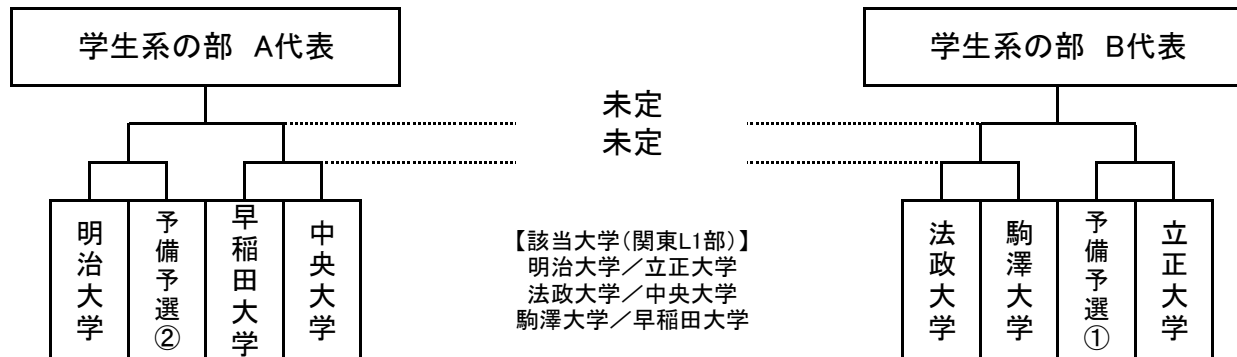 学生系の部 A代表
学生系の部 B代表
未定
未定
明治大学
予備予選②
早稲田大学
中央大学
【該当大学(関東L1部)】
明治大学/立正大学
法政大学/中央大学
駒澤大学/早稲田大学
法政大学
駒澤大学
予備予選①
立正大学